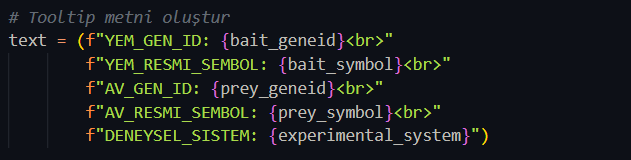 # Tooltip metni oluştur
text = (f"YEM_GEN_ID: {bait_geneid}<br>"
f"YEM_RESMI_SEMBOL: {bait_symbol}<br>"
f"AV_GEN_ID: {prey_geneid}<br>"
f"AV_RESMI_SEMBOL: {prey_symbol}<br>"
f"DENEYSEL_SISTEM: {experimental_system}")